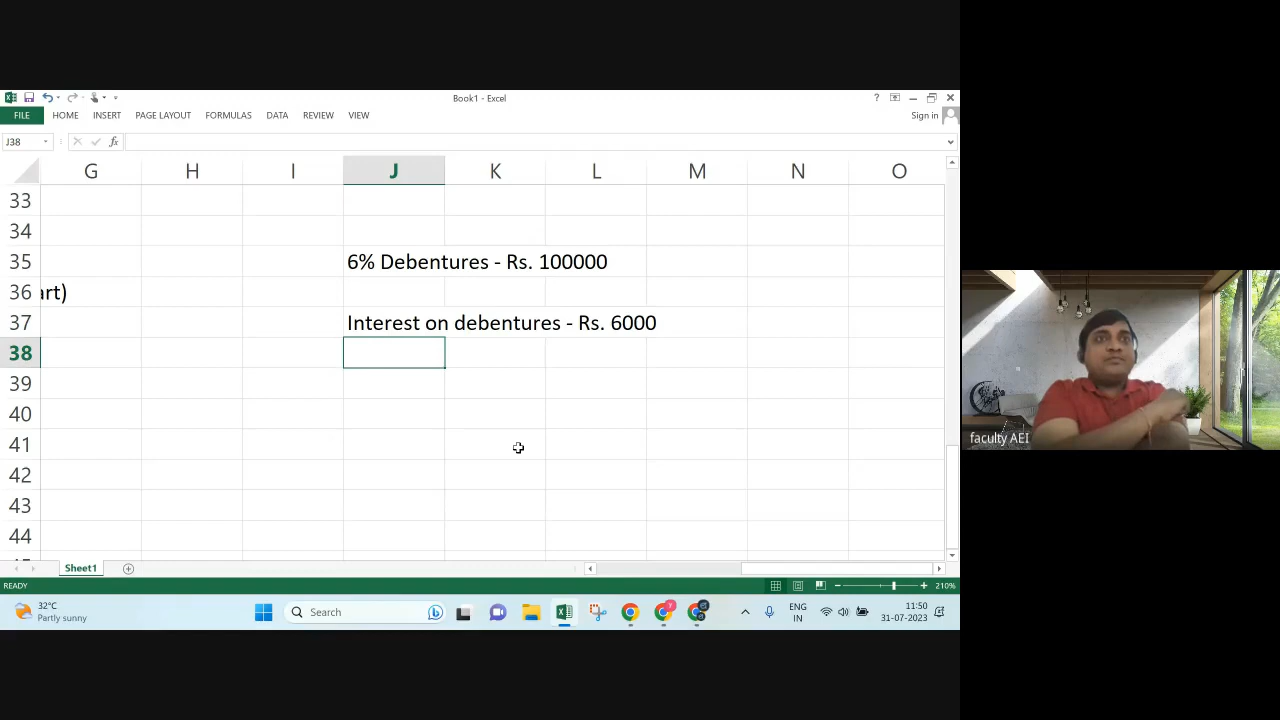 Book1 - Excel
?
FILE HOME INSERT PAGE LAYOUT FORMULAS DATA REVIEW VIEW Sign in
J38 fx
G H I J K L M N O
33
34
35 6% Debentures - Rs. 100000
36 art)
37 Interest on debentures - Rs. 6000
38
39
40
41
42
43
44
Sheet1
READY 210%
32°C
Partly sunny
Search
7
ENG
IN
11:50
31-07-2023
faculty AEI